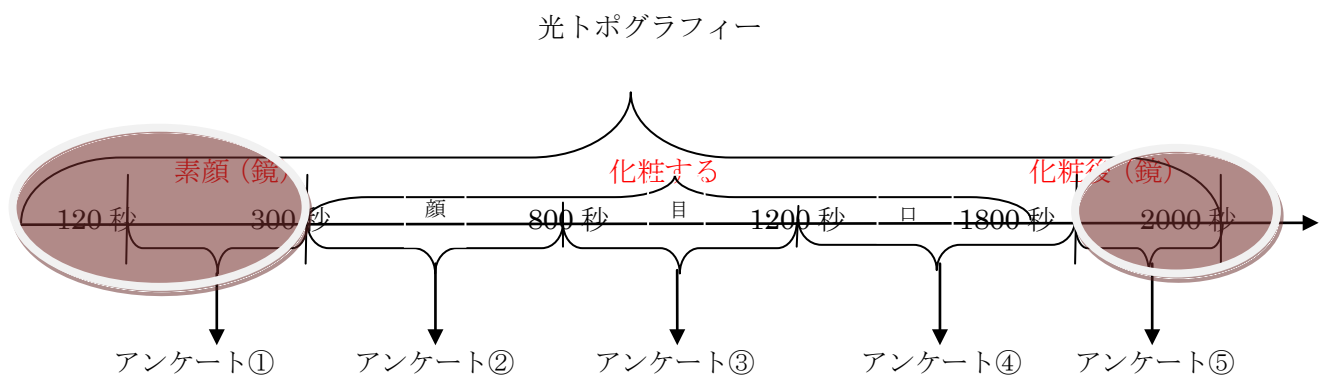 光トポグラフィー
素顔（鏡） 化粧する 化粧後（鏡）
顔 目 口
120 秒 300 秒 800 秒 1200 秒 1800 秒 2000 秒
アンケート① アンケート② アンケート③ アンケート④ アンケート⑤